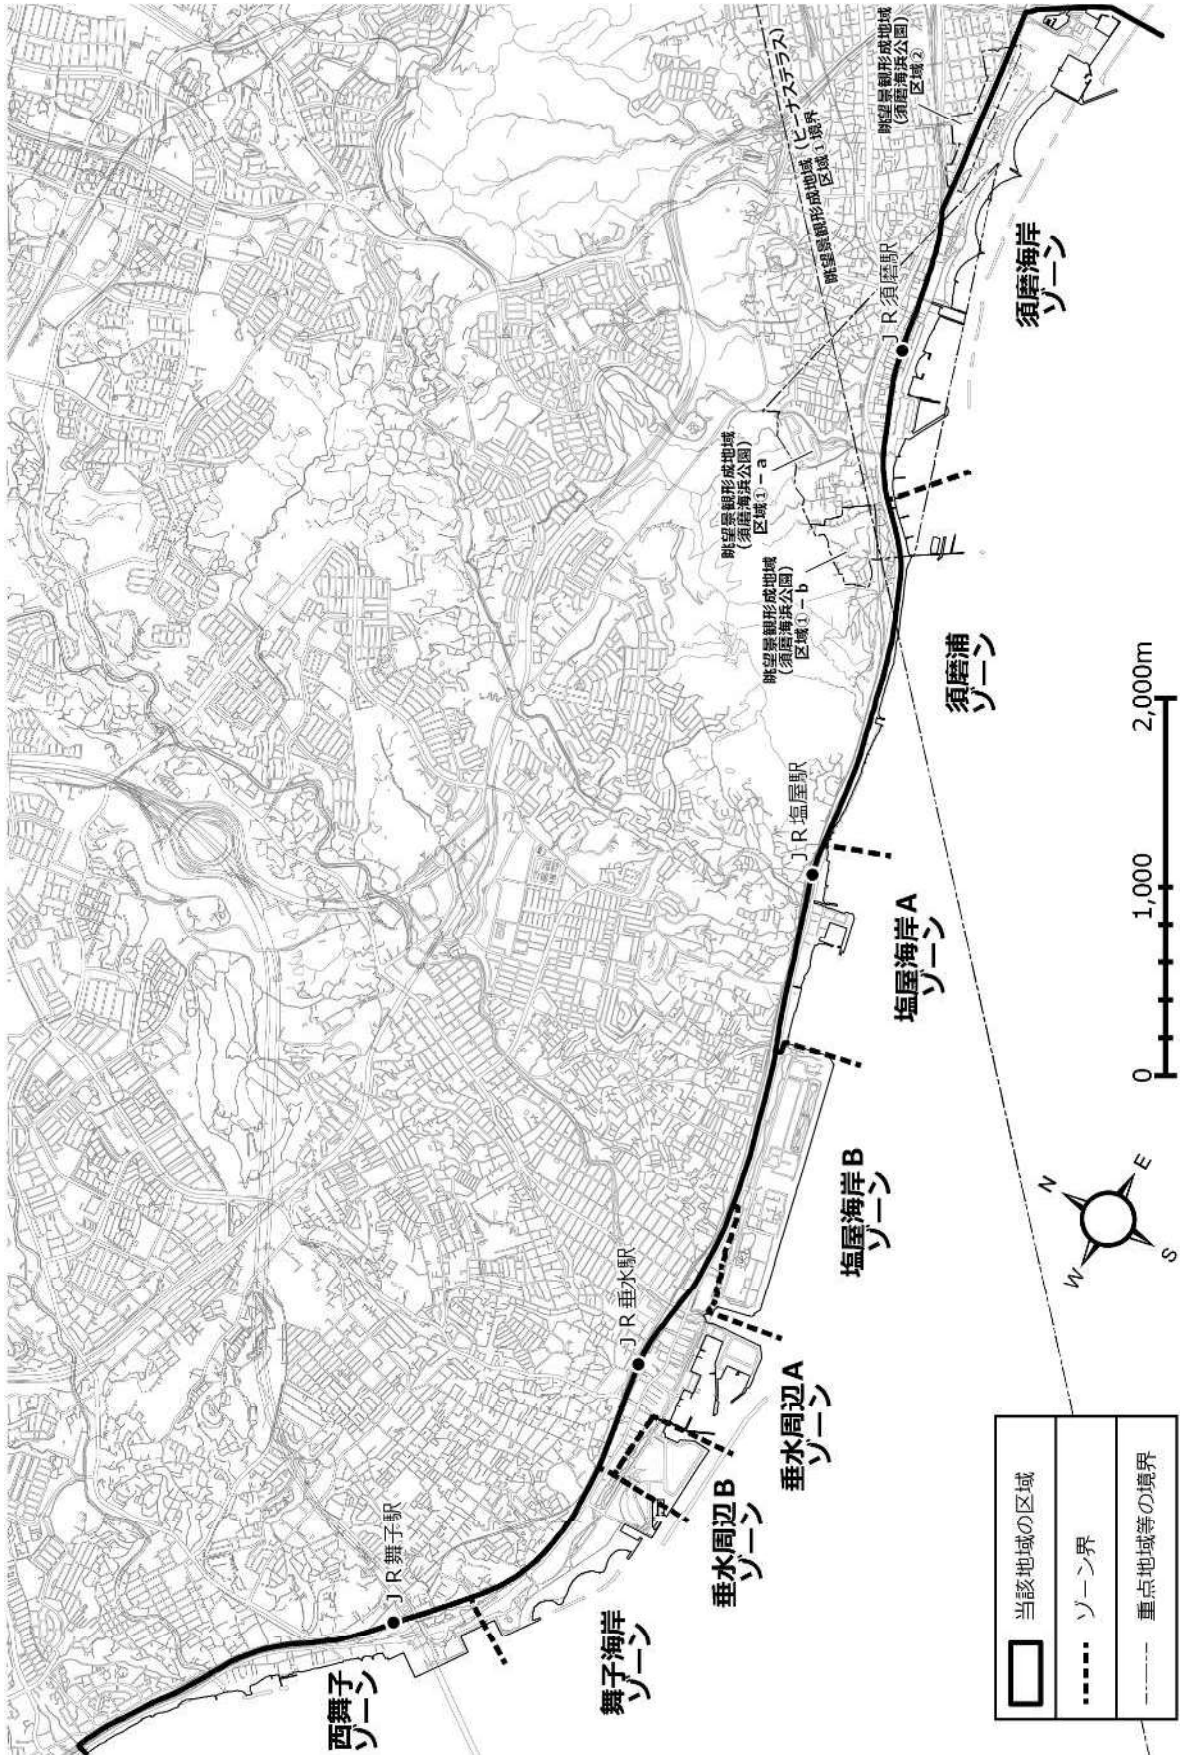 西舞子
ゾーン
JR舞子駅
舞子海岸
ゾーン
垂水周辺B
ゾーン
JR垂水駅
垂水周辺A
ゾーン
塩屋海岸B
ゾーン
塩屋海岸A
ゾーン
JR塩屋駅
須磨浦
ゾーン
眺望景観形成地域
(須磨海浜公園)
区域①-b
眺望景観形成地域
(須磨海浜公園)
区域①-a
JR須磨駅
須磨海岸
ゾーン
眺望景観形成地域(ビーナステラス)
区域①境界
眺望景観形成地域
(須磨海浜公園)
区域②
当該地域の区域
ゾーン界
重点地域等の境界
N
W
E
S
0
1,000
2,000m